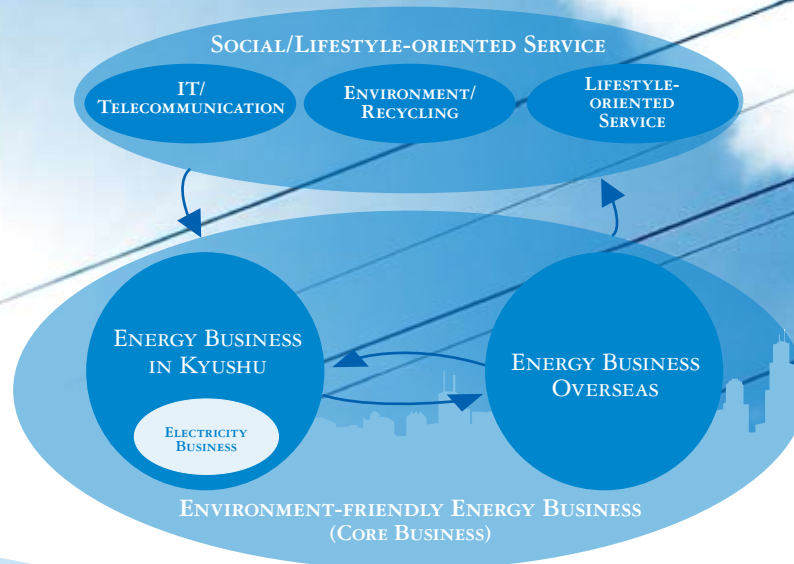 Social/Lifestyle-oriented Service
IT/
Telecommunication
Environment/
Recycling
Lifestyle-
oriented
Service
Energy Business
in Kyushu
Electricity
Business
Energy Business
Overseas
Environment-friendly Energy Business
(Core Business)